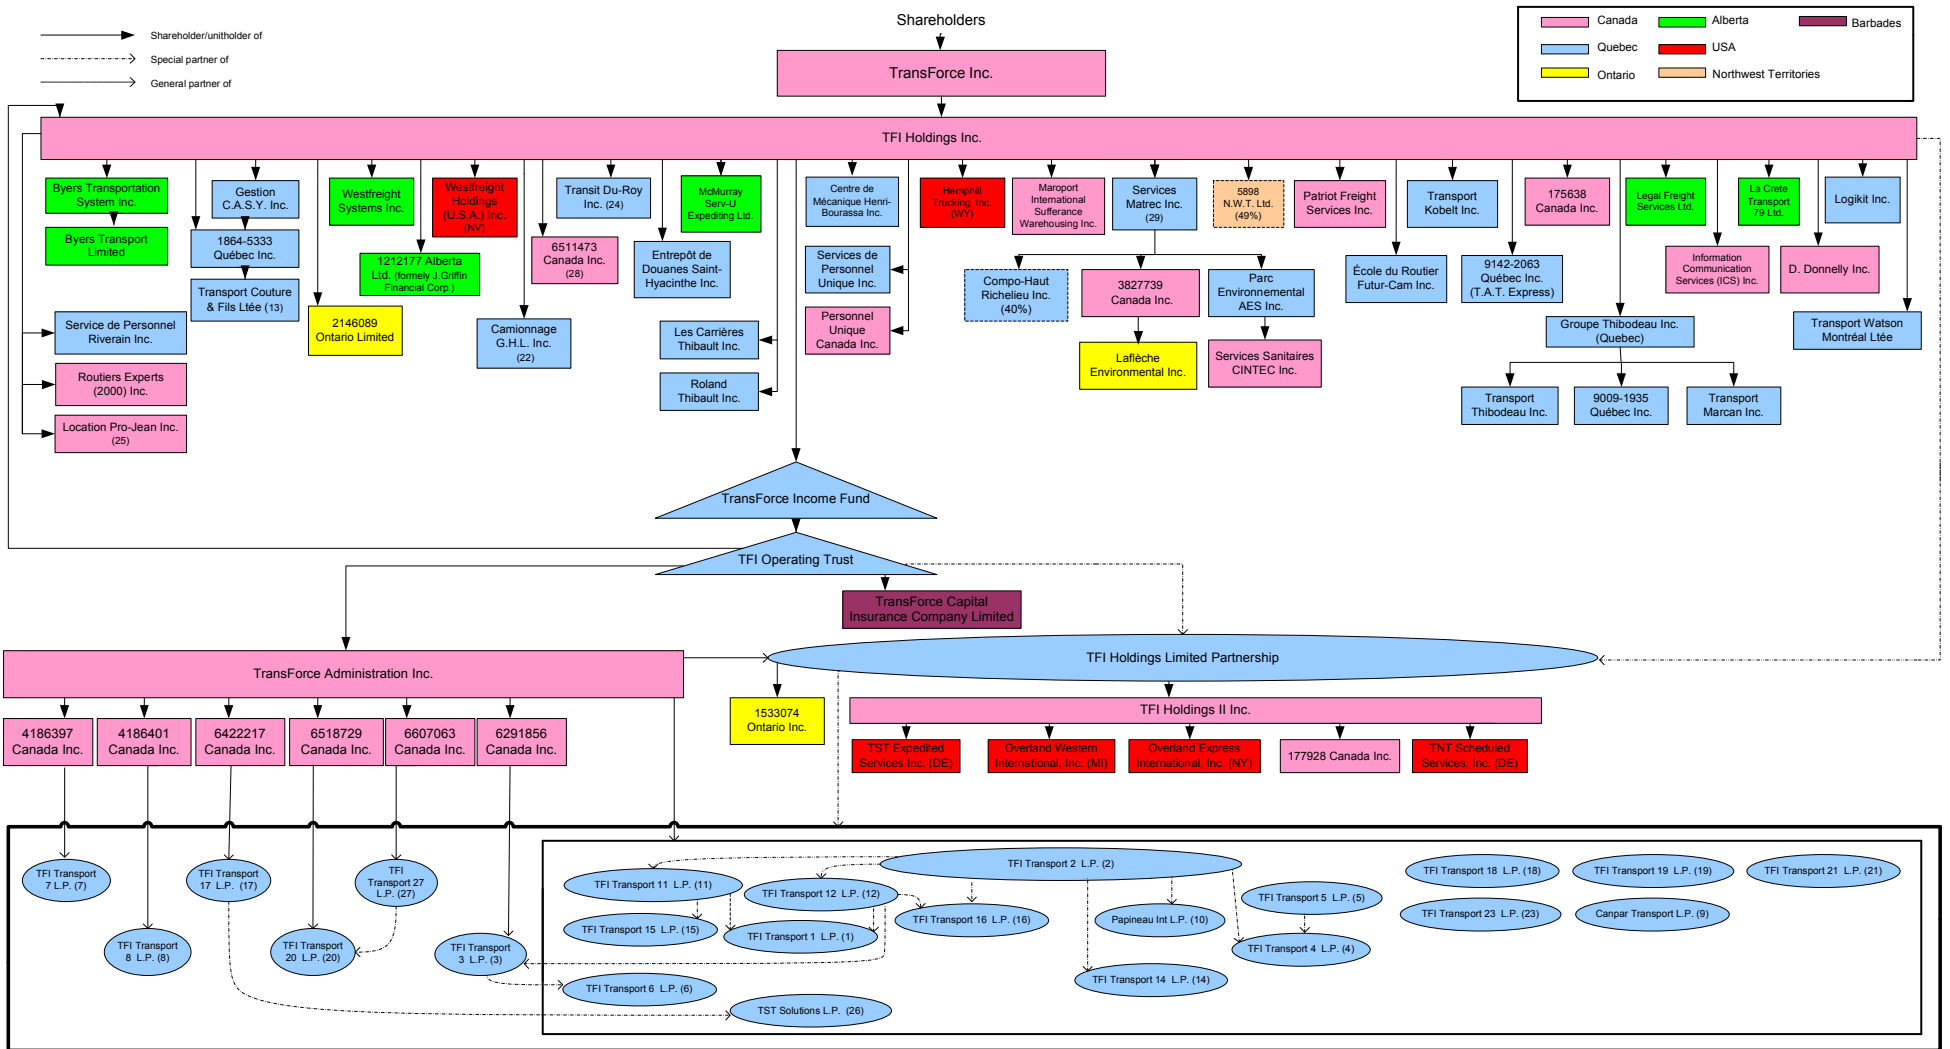 Shareholders
Shareholder/unitholder of
Special partner of
General partner of
Canada
Alberta
Barbades
Quebec
USA
Ontario
Northwest Territories
TransForce Inc.
TFI Holdings Inc.
Byers Transportation
System Inc.
Byers Transport
Limited
Gestion
C.A.S.Y. Inc.
1864-5333
Québec Inc.
Transport Couture
& Fils Ltée (13)
Westfreight
Systems Inc.
1212177 Alberta
Ltd. (formely J.Griffin
Financial Corp.)
2146089
Ontario Limited
Westfreight
Holdings
(U.S.A.) Inc.
(NV)
6511473
Canada Inc.
(28)
Camionnage
G.H.L. Inc.
(22)
Transit Du-Roy
Inc. (24)
Entrepôt de
Douanes Saint-
Hyacinthe Inc.
McMurray
Serv-U
Expediting Ltd.
Les Carrières
Thibault Inc.
Roland
Thibault Inc.
Centre de
Mécanique Henri-
Bourassa Inc.
Services de
Personnel
Unique Inc.
Personnel
Unique
Canada Inc.
Hemphill
Trucking, Inc.
(WY)
Maroport
International
Sufferance
Warehousing Inc.
Services
Matrec Inc.
(29)
Compo-Haut
Richelieu Inc.
(40%)
3827739
Canada Inc.
Parc
Environnemental
AES Inc.
Laflèche
Environmental Inc.
Services Sanitaires
CINTEC Inc.
5898
N.W.T. Ltd.
(49%)
Patriot Freight
Services Inc.
École du Routier
Futur-Cam Inc.
Transport
Kobelt Inc.
9142-2063
Québec Inc.
(T.A.T. Express)
175638
Canada Inc.
Groupe Thibodeau Inc.
(Quebec)
Transport
Thibodeau Inc.
9009-1935
Québec Inc.
Transport
Marcan Inc.
Legal Freight
Services Ltd.
Information
Communication
Services (ICS) Inc.
La Crete
Transport
79 Ltd.
D. Donnelly Inc.
Logikit Inc.
Transport Watson
Montréal Ltée
Service de Personnel
Riverain Inc.
Routiers Experts
(2000) Inc.
Location Pro-Jean Inc.
(25)
TransForce Income Fund
TFI Operating Trust
TransForce Capital
Insurance Company Limited
TransForce Administration Inc.
TFI Holdings Limited Partnership
1533074
Ontario Inc.
TFI Holdings II Inc.
4186397
Canada Inc.
4186401
Canada Inc.
6422217
Canada Inc.
6518729
Canada Inc.
6607063
Canada Inc.
6291856
Canada Inc.
TST Expedited
Services Inc. (DE)
Overland Western
International, Inc. (MI)
Overland Express
International, Inc. (NY)
177928 Canada Inc.
TNT Scheduled
Services, Inc. (DE)
TFI Transport
7 L.P. (7)
TFI Transport
8 L.P. (8)
TFI Transport
17 L.P. (17)
TFI Transport
20 L.P. (20)
TFI
Transport 27
L.P. (27)
TFI Transport
3 L.P. (3)
TFI Transport 2 L.P. (2)
TFI Transport 11 L.P. (11)
TFI Transport 12 L.P. (12)
TFI Transport 15 L.P. (15)
TFI Transport 1 L.P. (1)
TFI Transport 16 L.P. (16)
Papineau Int L.P. (10)
TFI Transport 5 L.P. (5)
TFI Transport 4 L.P. (4)
TFI Transport 14 L.P. (14)
TFI Transport 6 L.P. (6)
TST Solutions L.P. (26)
TFI Transport 18 L.P. (18)
TFI Transport 19 L.P. (19)
TFI Transport 21 L.P. (21)
TFI Transport 23 L.P. (23)
Canpar Transport L.P. (9)